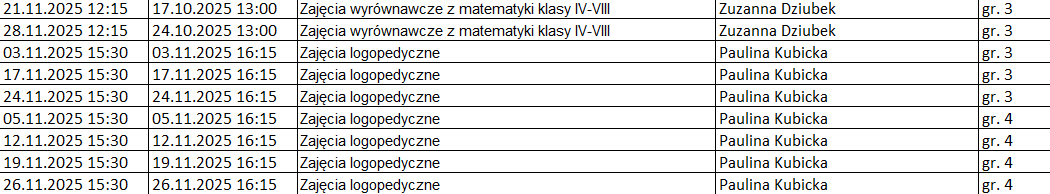 21.11.2025 12:15 17.10.2025 13:00 Zajęcia wyrównawcze z matematyki klasy IV-VIII Zuzanna Dziubek gr. 3
28.11.2025 12:15 24.10.2025 13:00 Zajęcia wyrównawcze z matematyki klasy IV-VIII Zuzanna Dziubek gr. 3
03.11.2025 15:30 03.11.2025 16:15 Zajęcia logopedyczne Paulina Kubicka gr. 3
17.11.2025 15:30 17.11.2025 16:15 Zajęcia logopedyczne Paulina Kubicka gr. 3
24.11.2025 15:30 24.11.2025 16:15 Zajęcia logopedyczne Paulina Kubicka gr. 3
05.11.2025 15:30 05.11.2025 16:15 Zajęcia logopedyczne Paulina Kubicka gr. 4
12.11.2025 15:30 12.11.2025 16:15 Zajęcia logopedyczne Paulina Kubicka gr. 4
19.11.2025 15:30 19.11.2025 16:15 Zajęcia logopedyczne Paulina Kubicka gr. 4
26.11.2025 15:30 26.11.2025 16:15 Zajęcia logopedyczne Paulina Kubicka gr. 4